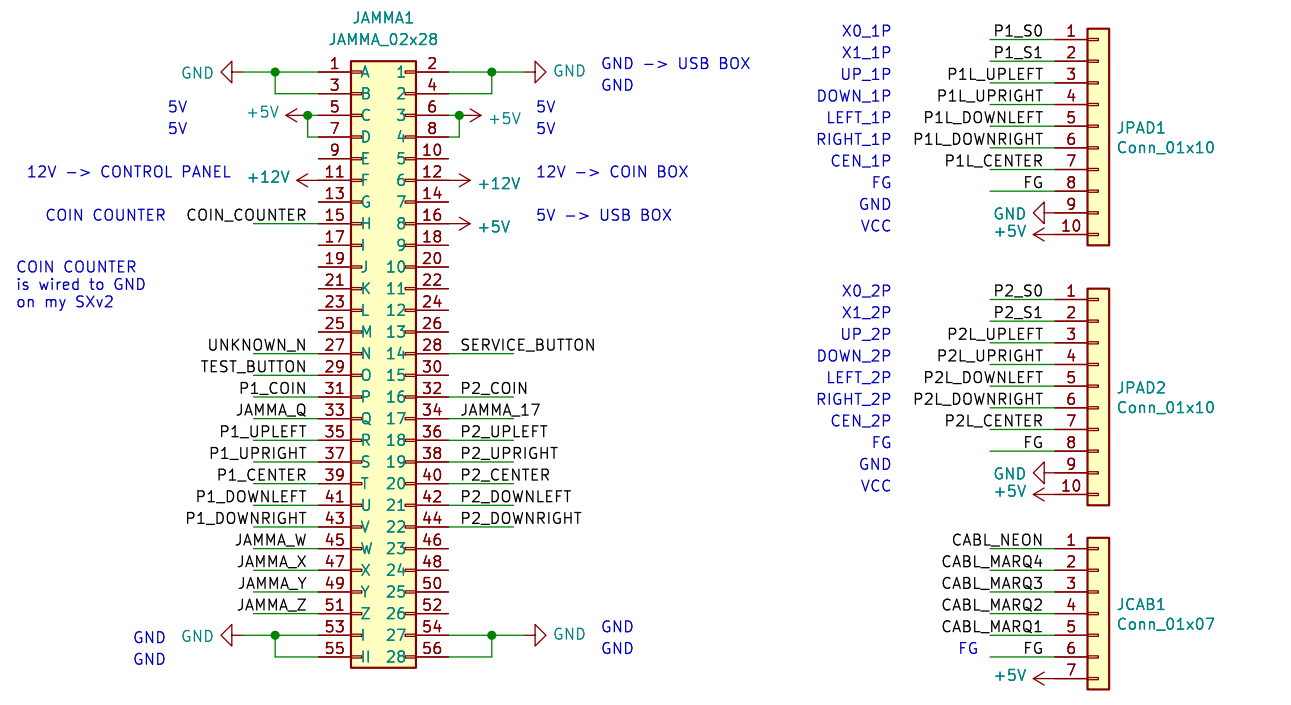 JAMMA1
JAMMA_02x28
GND 1 A 1 2 GND GND -> USB BOX
3 B 2 4 GND
5V +5V 5 C 3 6 +5V 5V
5V 7 D 4 8 5V
9 E 5 10
12V -> CONTROL PANEL +12V 11 F 6 12 +12V 12V -> COIN BOX
13 G 7 14
COIN COUNTER COIN_COUNTER 15 H 8 16 +5V 5V -> USB BOX
17 I 9 18
COIN COUNTER
is wired to GND
on my SXv2
19 J 10 20
21 K 11 22
23 L 12 24
25 M 13 26
UNKNOWN_N 27 N 14 28 SERVICE_BUTTON
TEST_BUTTON 29 O 15 30
P1_COIN 31 P 16 32 P2_COIN
JAMMA_Q 33 Q 17 34 JAMMA_17
P1_UPLEFT 35 R 18 36 P2_UPLEFT
P1_UPRIGHT 37 S 19 38 P2_UPRIGHT
P1_CENTER 39 T 20 40 P2_CENTER
P1_DOWNLEFT 41 U 21 42 P2_DOWNLEFT
P1_DOWNRIGHT 43 V 22 44 P2_DOWNRIGHT
JAMMA_W 45 W 23 46
JAMMA_X 47 X 24 48
JAMMA_Y 49 Y 25 50
JAMMA_Z 51 Z 26 52
GND GND 53 I 27 54 GND GND
GND 55 II 28 56 GND
X0_1P P1_S0 1
X1_1P P1_S1 2
UP_1P P1L_UPLEFT 3
DOWN_1P P1L_UPRIGHT 4
LEFT_1P P1L_DOWNLEFT 5
RIGHT_1P P1L_DOWNRIGHT 6
CEN_1P P1L_CENTER 7
FG FG 8
GND GND 9
VCC +5V 10
JPAD1
Conn_01x10
X0_2P P2_S0 1
X1_2P P2_S1 2
UP_2P P2L_UPLEFT 3
DOWN_2P P2L_UPRIGHT 4
LEFT_2P P2L_DOWNLEFT 5
RIGHT_2P P2L_DOWNRIGHT 6
CEN_2P P2L_CENTER 7
FG FG 8
GND GND 9
VCC +5V 10
JPAD2
Conn_01x10
CABL_NEON 1
CABL_MARQ4 2
CABL_MARQ3 3
CABL_MARQ2 4
CABL_MARQ1 5
FG FG 6
+5V 7
JCAB1
Conn_01x07